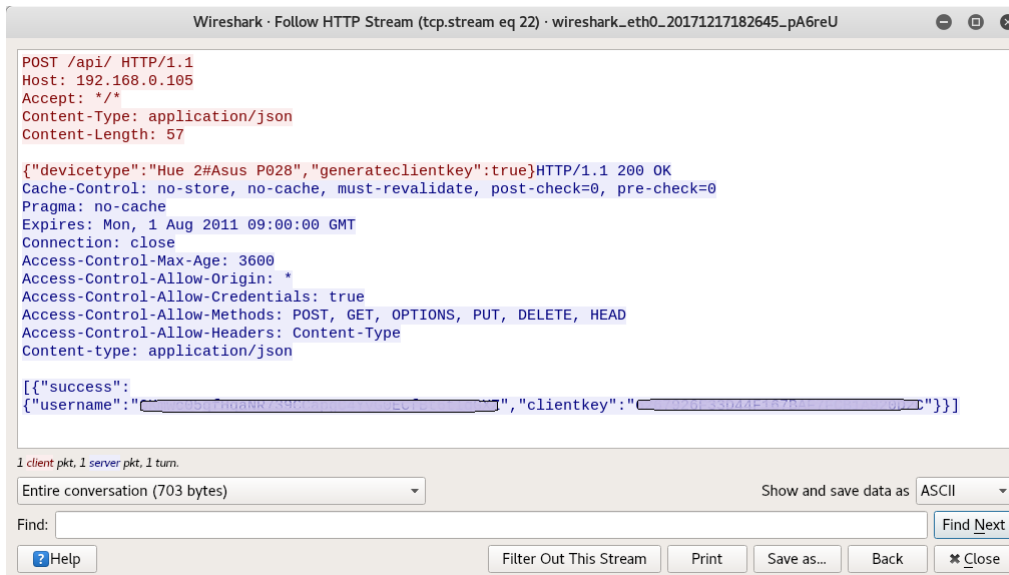 Wireshark · Follow HTTP Stream (tcp.stream eq 22) · wireshark_eth0_20171217182645_pA6reU
POST /api/ HTTP/1.1
Host: 192.168.0.105
Accept: */*
Content-Type: application/json
Content-Length: 57
{"devicetype":"Hue 2#Asus P028","generateclientkey":true}HTTP/1.1 200 OK
Cache-Control: no-store, no-cache, must-revalidate, post-check=0, pre-check=0
Pragma: no-cache
Expires: Mon, 1 Aug 2011 09:00:00 GMT
Connection: close
Access-Control-Max-Age: 3600
Access-Control-Allow-Origin: *
Access-Control-Allow-Credentials: true
Access-Control-Allow-Methods: POST, GET, OPTIONS, PUT, DELETE, HEAD
Access-Control-Allow-Headers: Content-Type
Content-type: application/json
[{"success":
{"username":"","clientkey":""}}]
1 client pkt, 1 server pkt, 1 turn.
Entire conversation (703 bytes) Show and save data as ASCII
Find: Find Next
Help Filter Out This Stream Print Save as... Back Close